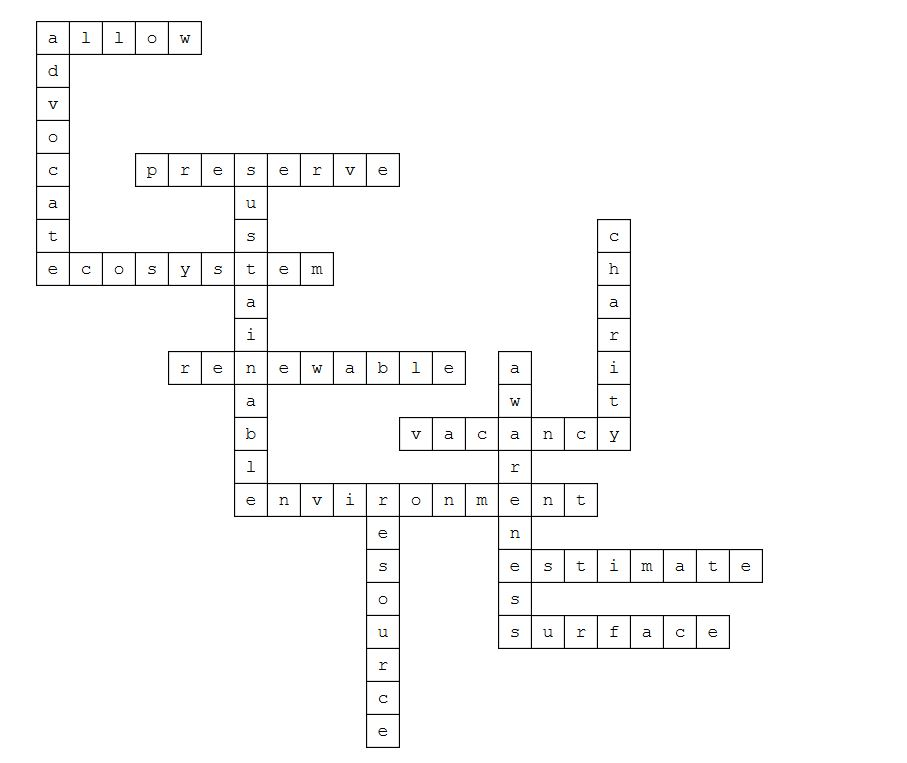 allow
advocate
preserve
sustainable
charity
ecosystem
renewable
awareness
vacancy
environment
resource
estimate
surface